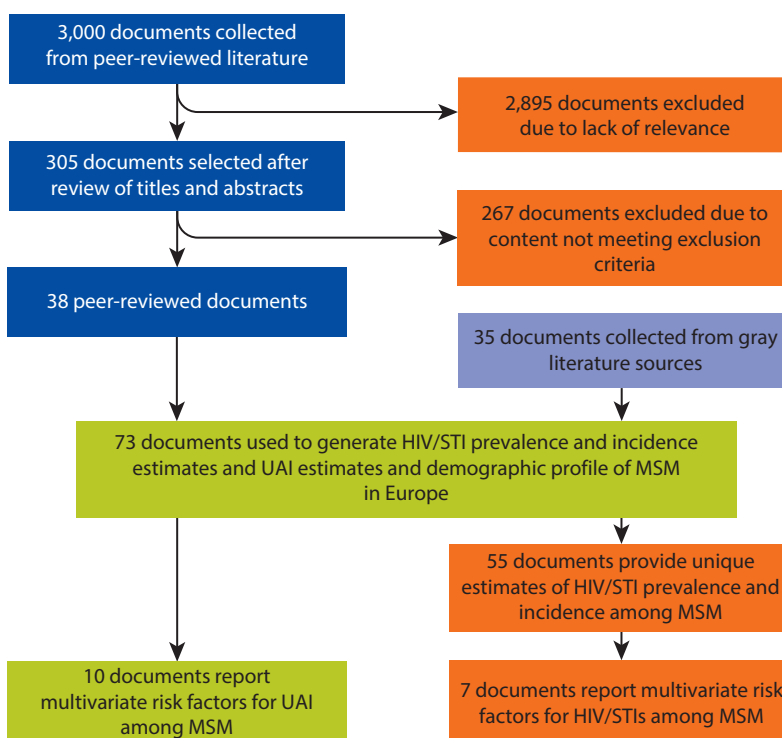 3,000 documents collected
from peer-reviewed literature
2,895 documents excluded
due to lack of relevance
305 documents selected after
review of titles and abstracts
267 documents excluded due to
content not meeting exclusion
criteria
38 peer-reviewed documents
35 documents collected from gray
literature sources
73 documents used to generate HIV/STI prevalence and incidence
estimates and UAI estimates and demographic profile of MSM
in Europe
55 documents provide unique
estimates of HIV/STI prevalence and
incidence among MSM
10 documents report
multivariate risk factors for UAI
among MSM
7 documents report multivariate risk
factors for HIV/STIs among MSM